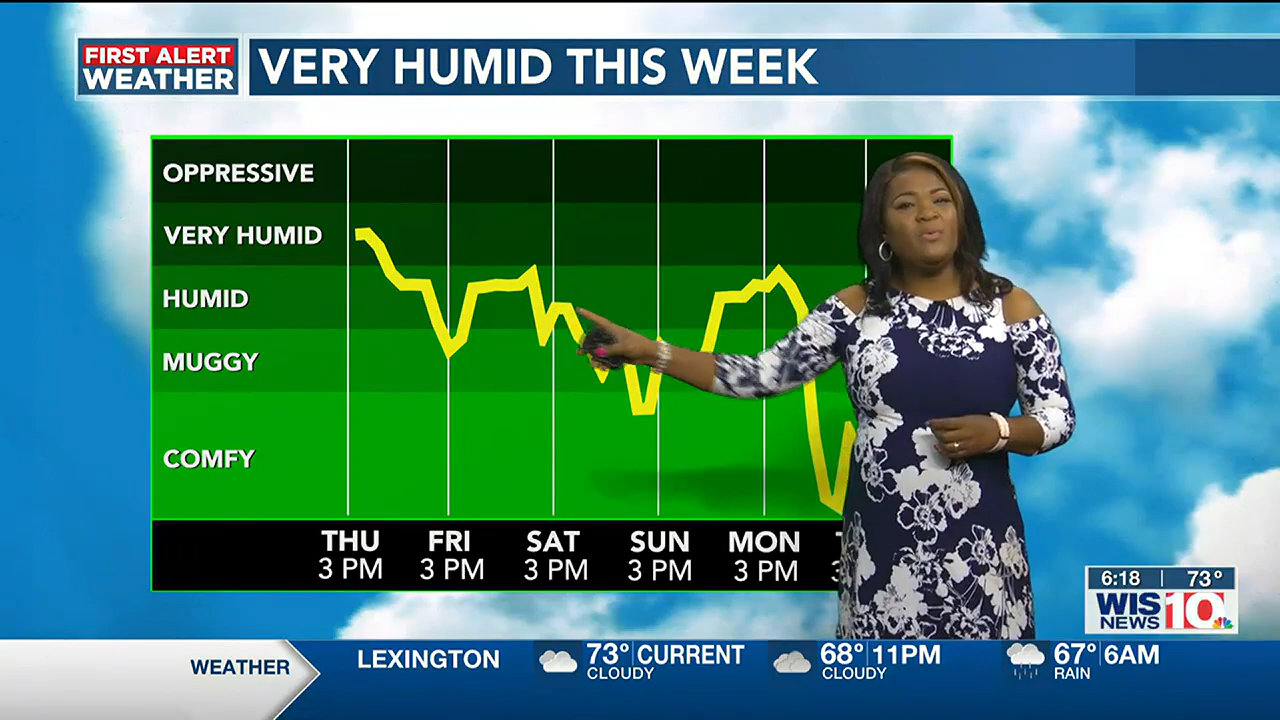 FIRST ALERT
WEATHER
VERY HUMID THIS WEEK
OPPRESSIVE
VERY HUMID
HUMID
MUGGY
COMFY
THU
3 PM
FRI
3 PM
SAT
3 PM
SUN
3 PM
MON
3 PM
6:18 | 73°
WIS
NEWS
10
WEATHER
LEXINGTON
73° CURRENT
CLOUDY
68° 11PM
CLOUDY
67° 6AM
RAIN